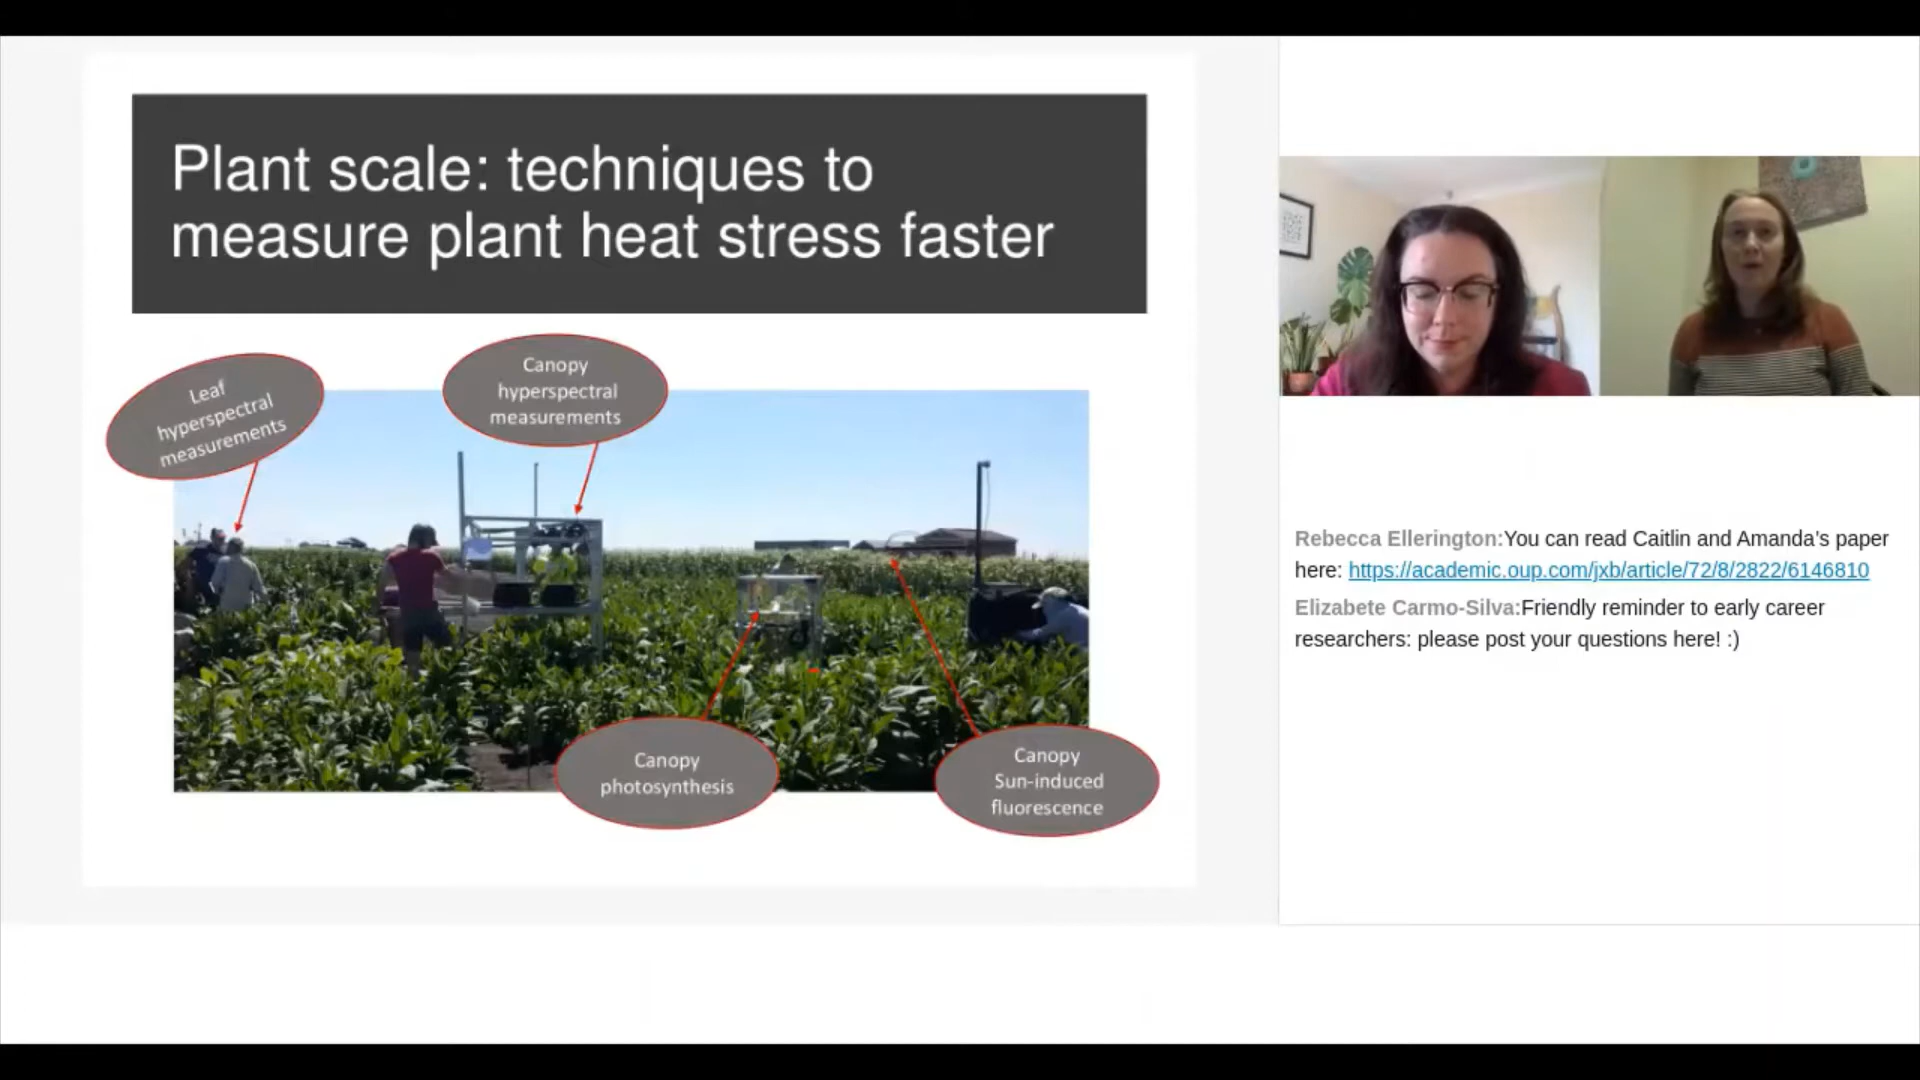 Plant scale: techniques to
measure plant heat stress faster
Leaf
hyperspectral
measurements
Canopy
hyperspectral
measurements
Canopy
photosynthesis
Canopy
Sun-induced
fluorescence
Rebecca Ellerington:You can read Caitlin and Amanda's paper
here: https://academic.oup.com/jxb/article/72/8/2822/6146810
Elizabete Carmo-Silva:Friendly reminder to early career
researchers: please post your questions here! :)